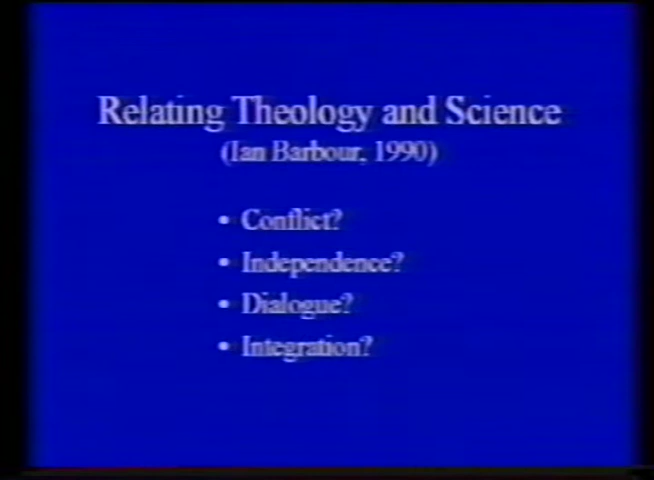 Relating Theology and Science
(Ian Barbour, 1990)
• Conflict?
• Independence?
• Dialogue?
• Integration?